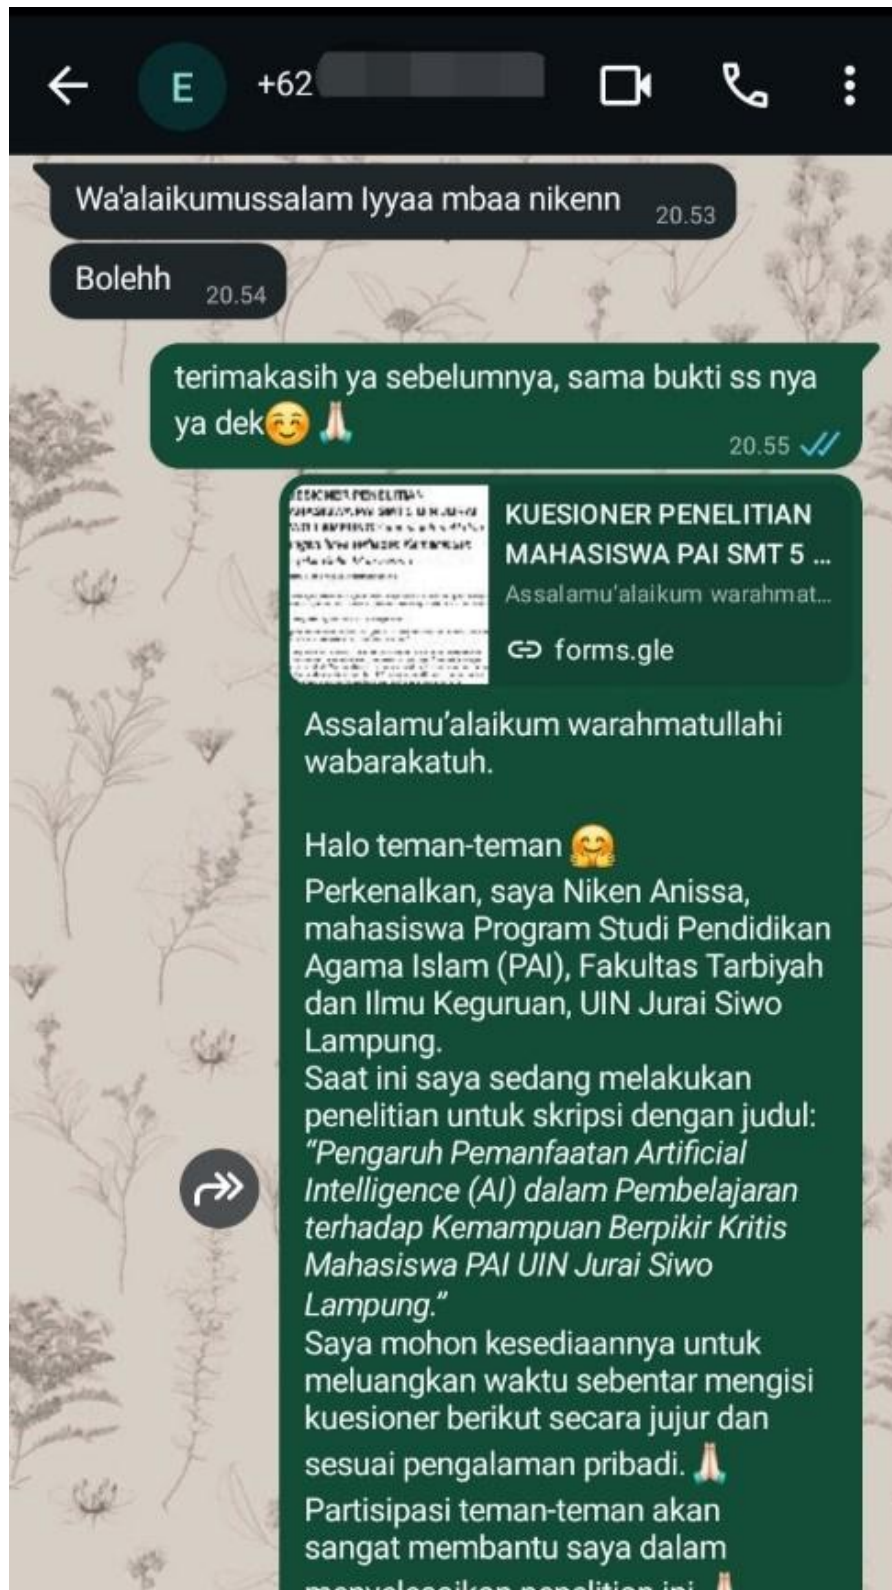 E +62
Wa'alaikumussalam Iyyaa mbaa nikenn 20.53
Bolehh 20.54
terimakasih ya sebelumnya, sama bukti ss nya
ya dek☺️🙏🏻
20.55
KUESIONER PENELITIAN
MAHASISWA PAI SMT 5 ...
Assalamu'alaikum warahmat...
forms.gle
Assalamu’alaikum warahmatullahi
wabarakatuh.
Halo teman-teman 🤗
Perkenalkan, saya Niken Anissa,
mahasiswa Program Studi Pendidikan
Agama Islam (PAI), Fakultas Tarbiyah
dan Ilmu Keguruan, UIN Jurai Siwo
Lampung.
Saat ini saya sedang melakukan
penelitian untuk skripsi dengan judul:
“Pengaruh Pemanfaatan Artificial
Intelligence (AI) dalam Pembelajaran
terhadap Kemampuan Berpikir Kritis
Mahasiswa PAI UIN Jurai Siwo
Lampung.”
Saya mohon kesediaannya untuk
meluangkan waktu sebentar mengisi
kuesioner berikut secara jujur dan
sesuai pengalaman pribadi. 🙏🏻
Partisipasi teman-teman akan
sangat membantu saya dalam
menyelesaikan penelitian ini 🙏🏻